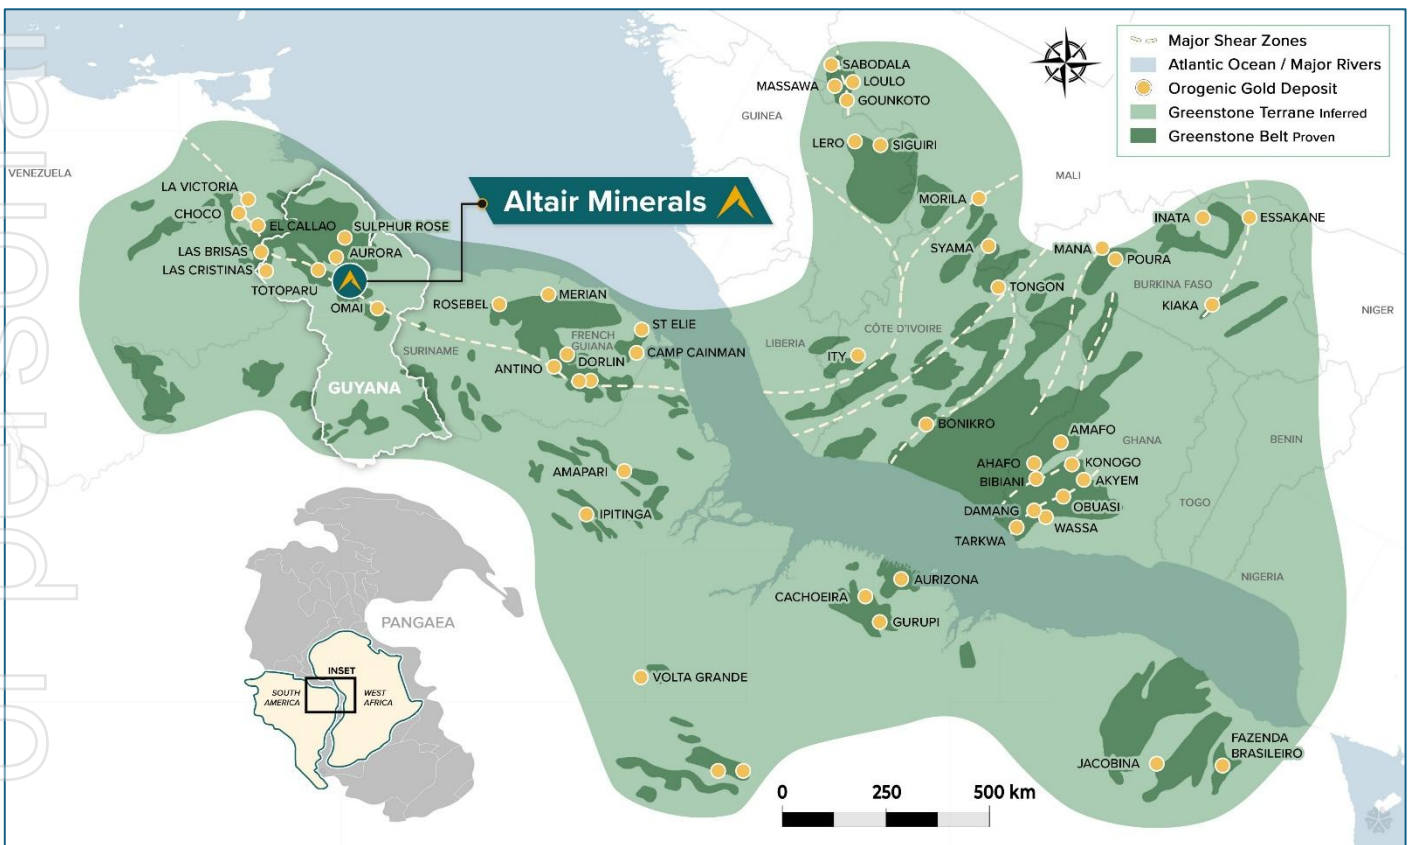 Major Shear Zones
Atlantic Ocean / Major Rivers
Orogenic Gold Deposit
Greenstone Terrane Inferred
Greenstone Belt Proven
SABODALA
MASSAWA
LOULO
GOUNKOTO
GUINEA
LERO
SIGUIRI
MALI
VENEZUELA
LA VICTORIA
CHOCO
EL CALLAO
SULPHUR ROSE
LAS BRISAS
AURORA
LAS CRISTINAS
TOTOPARU
OMAI
Altair Minerals
MORILA
INATA
ESSAKANE
SYAMA
MANA
POURA
BURKINA FASO
TONGON
KIAKA
NIGER
ROSEBEL
MERIAN
ST ELIE
CÔTE D'IVOIRE
LIBERIA
SURINAME
FRENCH
GUIANA
DORLIN
CAMP CAINMAN
ITY
ANTINO
GUYANA
BONIKRO
AMAFO
GHANA
BENIN
AMAPARI
AHAFO
KONOGO
BIBIANI
AKYEM
TOGO
IPITINGA
DAMANG
OBUASI
WASSA
TARKWA
NIGERIA
AURIZONA
CACHOEIRA
GURUPI
PANGAEA
INSET
SOUTH
AMERICA
WEST
AFRICA
VOLTA GRANDE
JACOBINA
FAZENDA
BRASILEIRO
0 250 500 km
or personal